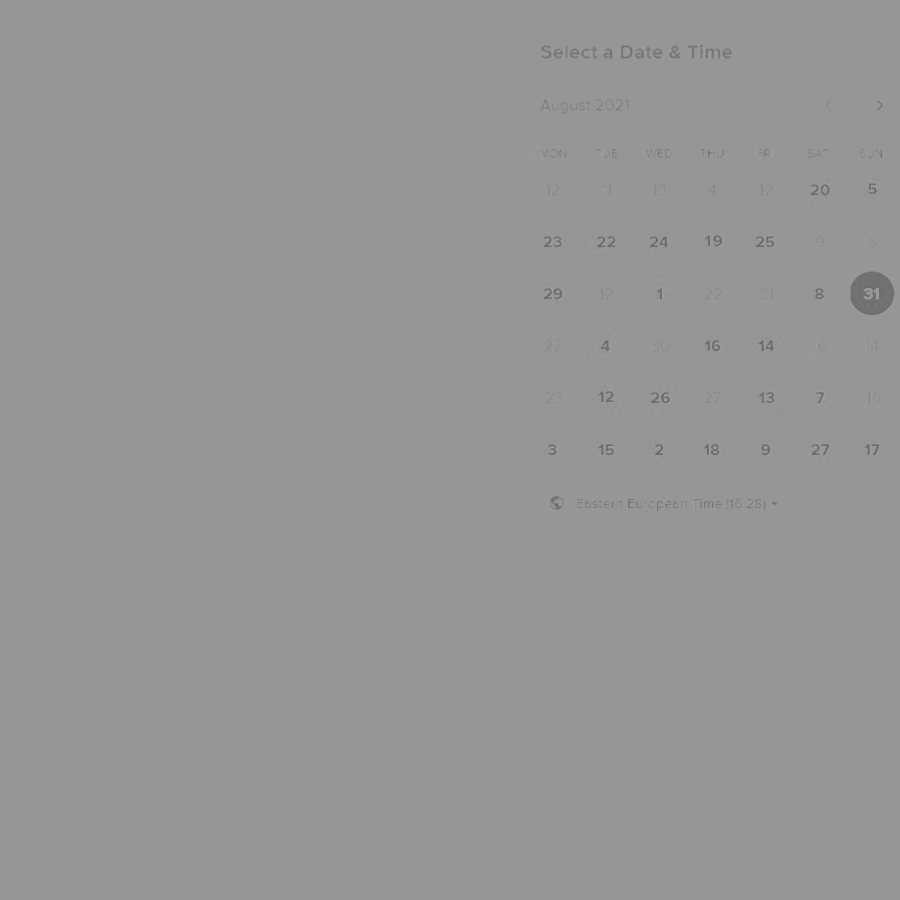 Select a Date & Time
August 2021
MON TUE WED THU FRI SAT SUN
12 11 13 4 12 20 5
23 22 24 19 25 9 8
29 12 1 22 21 8 31
27 4 30 16 14 10 14
23 12 26 27 13 7 15
3 15 2 18 9 27 17
Eastern European Time (16:28)